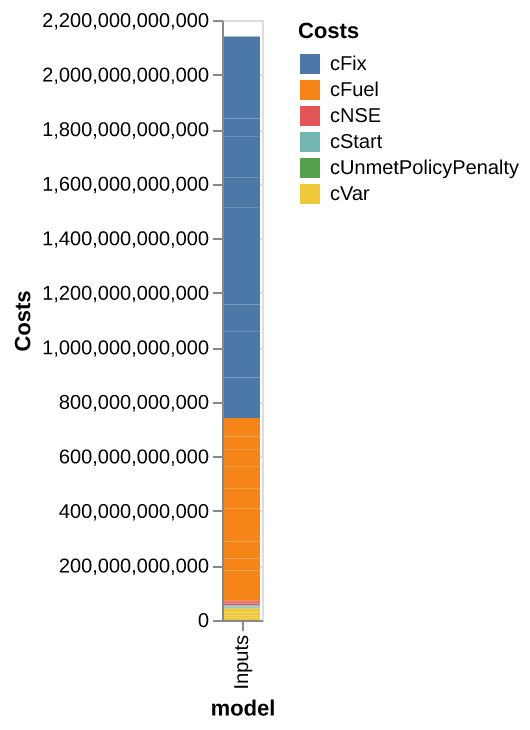 2,200,000,000,000
2,000,000,000,000
1,800,000,000,000
1,600,000,000,000
1,400,000,000,000
1,200,000,000,000
1,000,000,000,000
800,000,000,000
600,000,000,000
400,000,000,000
200,000,000,000
0
Costs
Inputs
model
Costs
cFix
cFuel
cNSE
cStart
cUnmetPolicyPenalty
cVar